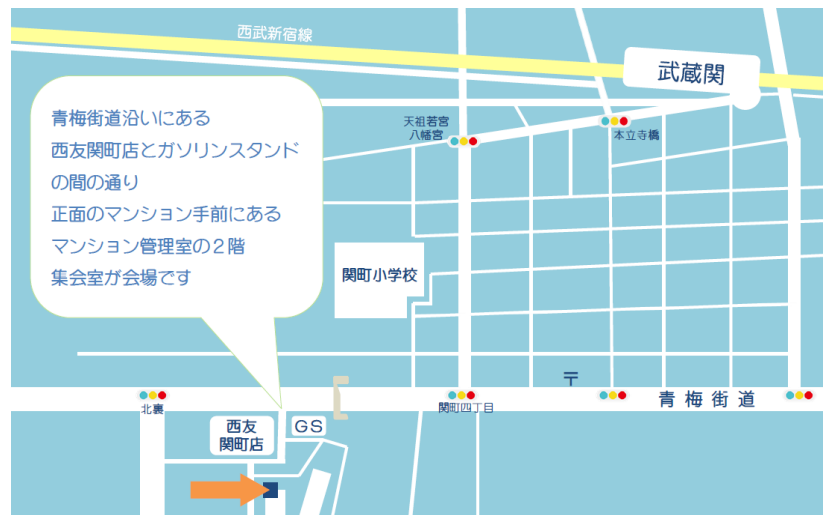 西武新宿線
武蔵関
青梅街道沿いにある
西友関町店とガソリンスタンド
の間の通り
正面のマンション手前にある
マンション管理室の2階
集会室が会場です
天祖若宮
八幡宮
本立寺橋
関町小学校
〒
北裏
関町四丁目
青梅街道
西友
関町店
GS